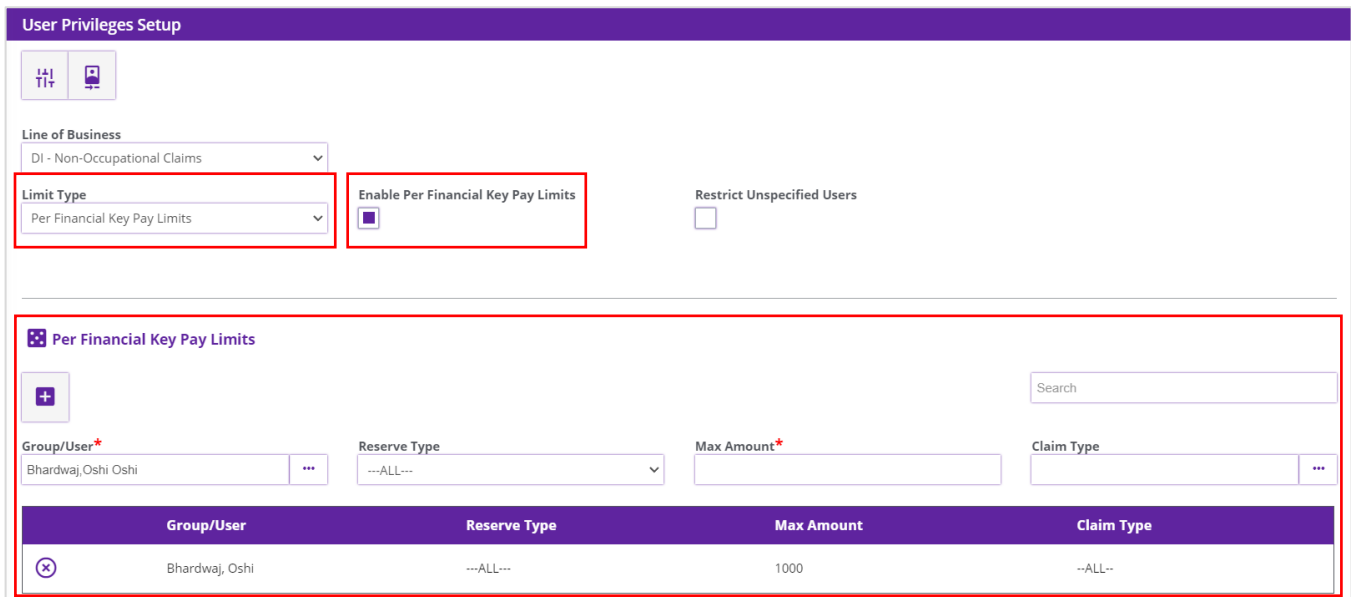 User Privileges Setup
Line of Business
DI - Non-Occupational Claims
Limit Type Enable Per Financial Key Pay Limits Restrict Unspecified Users
Per Financial Key Pay Limits
Per Financial Key Pay Limits
Search
Group/User* Reserve Type Max Amount* Claim Type
Bhardwaj,Oshi Oshi ... ---ALL--- ...
Group/User Reserve Type Max Amount Claim Type
Bhardwaj, Oshi ---ALL--- 1000 --ALL--